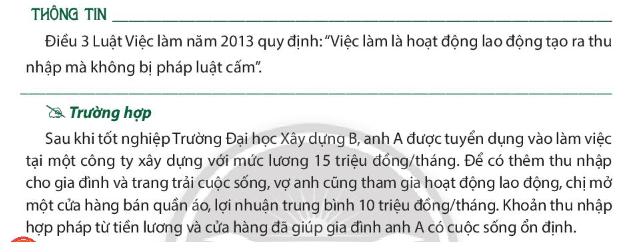 THÔNG TIN
Điều 3 Luật Việc làm năm 2013 quy định: “Việc làm là hoạt động lao động tạo ra thu
nhập mà không bị pháp luật cấm”.
Trường hợp
Sau khi tốt nghiệp Trường Đại học Xây dựng B, anh A được tuyển dụng vào làm việc
tại một công ty xây dựng với mức lương 15 triệu đồng/tháng. Để có thêm thu nhập
cho gia đình và trang trải cuộc sống, vợ anh cũng tham gia hoạt động lao động, chị mở
một cửa hàng bán quần áo, lợi nhuận trung bình 10 triệu đồng/tháng. Khoản thu nhập
hợp pháp từ tiền lương và cửa hàng đã giúp gia đình anh A có cuộc sống ổn định.